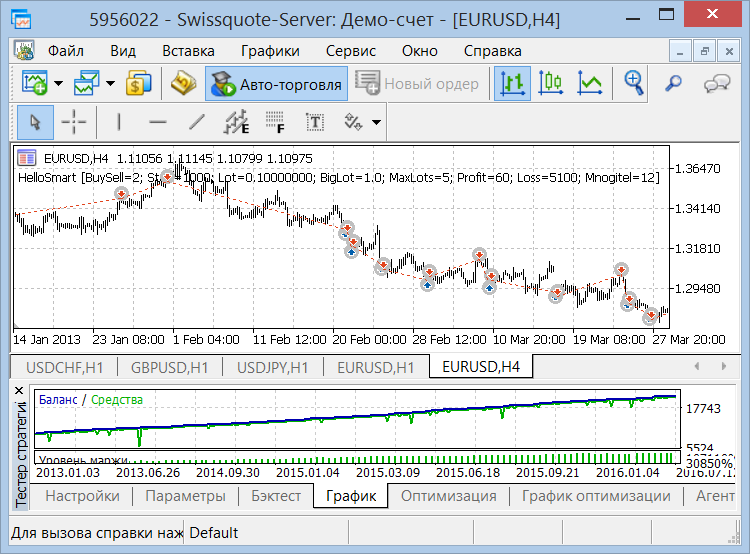 5956022 - Swissquote-Server: Демо-счет - [EURUSD,H4]
Файл Вид Вставка Графики Сервис Окно Справка
Авто-торговля Новый ордер
E F T
EURUSD,H4 1.11056 1.11145 1.10799 1.10975
HelloSmart [BuySell=2; =1000; Lot=0.10000000; BigLot=1.0; MaxLots=5; Profit=60; Loss=5100; Mnogitel=12]
1.36470
1.34140
1.31810
1.29480
14 Jan 2013 23 Jan 08:00 1 Feb 04:00 11 Feb 12:00 20 Feb 00:00 28 Feb 12:00 10 Mar 20:00 19 Mar 08:00 27 Mar 20:00
USDCHF,H1 GBPUSD,H1 USDJPY,H1 EURUSD,H1 EURUSD,H4
Тестер стратеги
Баланс / Средства
17743
5524
Уровень маржи
30850%
2013.01.03 2013.06.26 2014.09.30 2015.01.04 2015.03.09 2015.06.18 2015.09.21 2016.01.04 2016.07.1
Настройки Параметры Бэктест График Оптимизация График оптимизации Агент
Для вызова справки наж Default